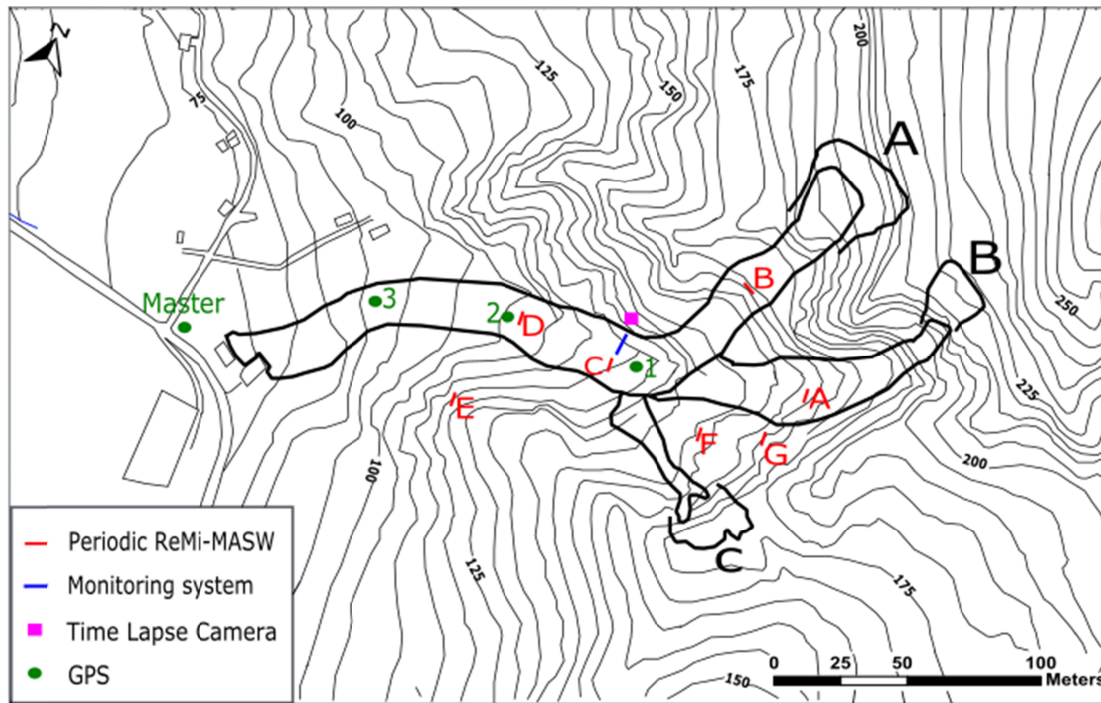 N
200
125
175
150
A
75
100
B
B
250
Master
3
2
D
C
1
225
A
E
F
G
200
100
C
125
175
Periodic ReMi-MASW
Monitoring system
Time Lapse Camera
GPS
0 25 50 100
Meters
150